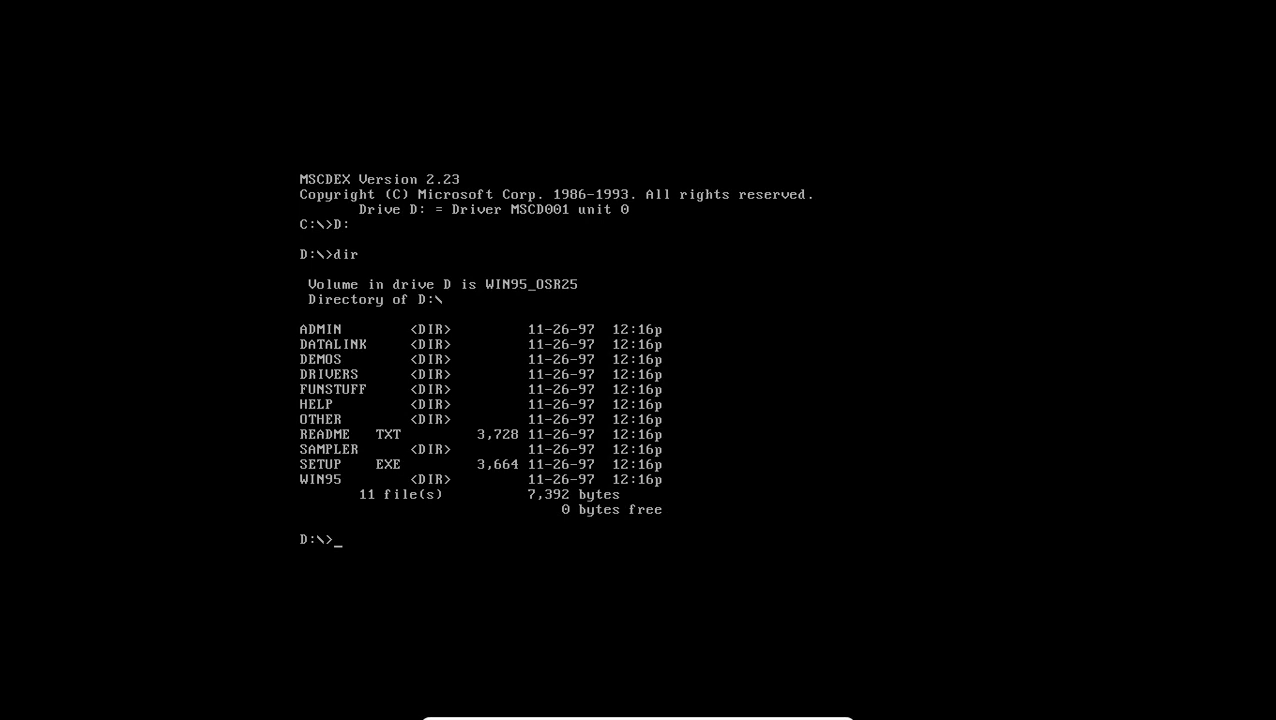 MSCDEX Version 2.23
Copyright (C) Microsoft Corp. 1986-1993. All rights reserved.
       Drive D: = Driver MSCD001 unit 0
C:\>D:

D:\>dir

 Volume in drive D is WIN95_OSR25
 Directory of D:\

ADMIN        <DIR>         11-26-97  12:16p
DATALINK     <DIR>         11-26-97  12:16p
DEMOS        <DIR>         11-26-97  12:16p
DRIVERS      <DIR>         11-26-97  12:16p
FUNSTUFF     <DIR>         11-26-97  12:16p
HELP         <DIR>         11-26-97  12:16p
OTHER        <DIR>         11-26-97  12:16p
README   TXT         3,728 11-26-97  12:16p
SAMPLER      <DIR>         11-26-97  12:16p
SETUP    EXE         3,664 11-26-97  12:16p
WIN95        <DIR>         11-26-97  12:16p
       11 file(s)          7,392 bytes
                               0 bytes free

D:\>_